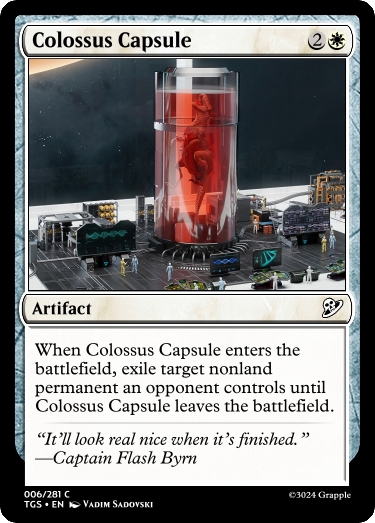 Colossus Capsule 2
Artifact
When Colossus Capsule enters the
battlefield, exile target nonland
permanent an opponent controls until
Colossus Capsule leaves the battlefield.
“It’ll look real nice when it’s finished.”
—Captain Flash Byrn
006/281 C
TGS • EN Vadim Sadovski
©3024 Grapple